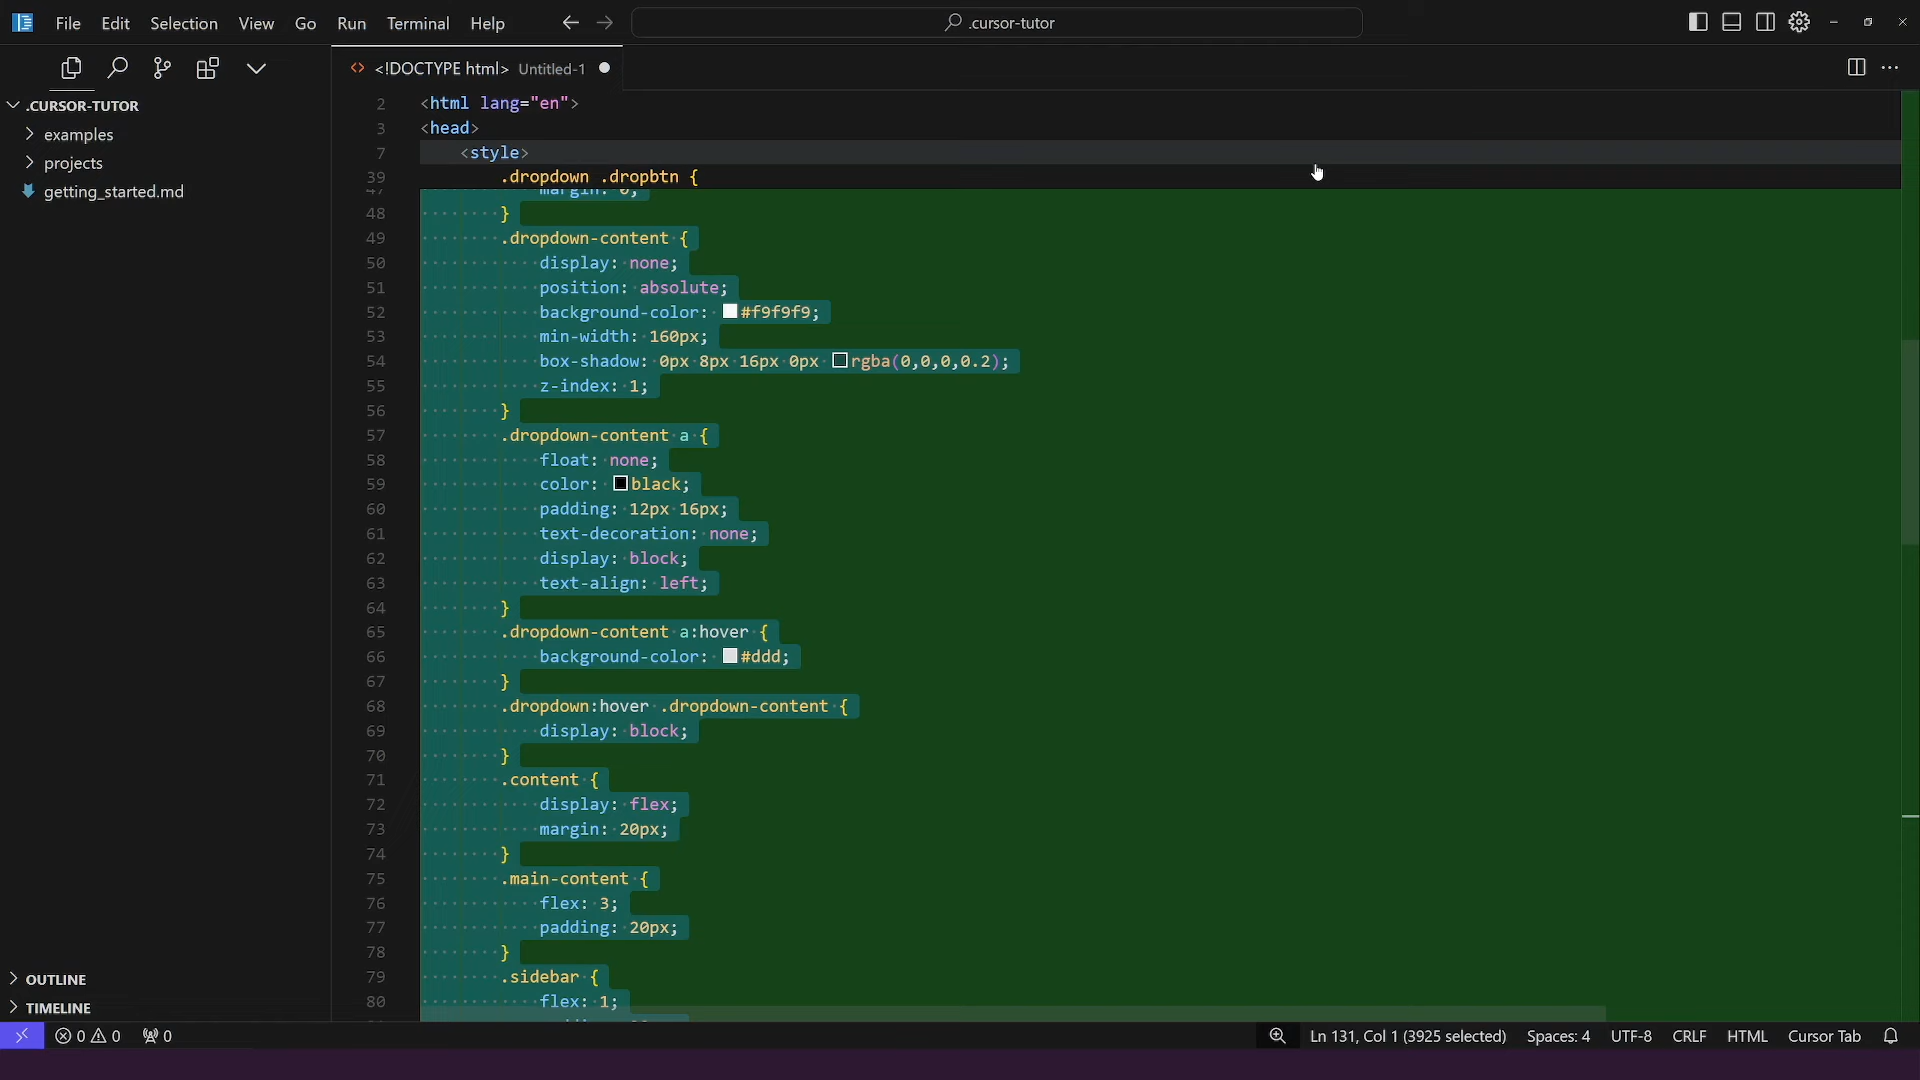 File Edit Selection View Go Run Terminal Help
.cursor-tutor
<!DOCTYPE html> Untitled-1
.CURSOR-TUTOR
examples
projects
getting_started.md
OUTLINE
TIMELINE
2 <html lang="en">
3 <head>
7 <style>
39 .dropdown .dropbtn {
47 margin: 0;
48 }
49 .dropdown-content {
50 display: none;
51 position: absolute;
52 background-color: #f9f9f9;
53 min-width: 160px;
54 box-shadow: 0px 8px 16px 0px rgba(0,0,0,0.2);
55 z-index: 1;
56 }
57 .dropdown-content a {
58 float: none;
59 color: black;
60 padding: 12px 16px;
61 text-decoration: none;
62 display: block;
63 text-align: left;
64 }
65 .dropdown-content a:hover {
66 background-color: #ddd;
67 }
68 .dropdown:hover .dropdown-content {
69 display: block;
70 }
71 .content {
72 display: flex;
73 margin: 20px;
74 }
75 .main-content {
76 flex: 3;
77 padding: 20px;
78 }
79 .sidebar {
80 flex: 1;
0 0 0
Ln 131, Col 1 (3925 selected) Spaces: 4 UTF-8 CRLF HTML Cursor Tab